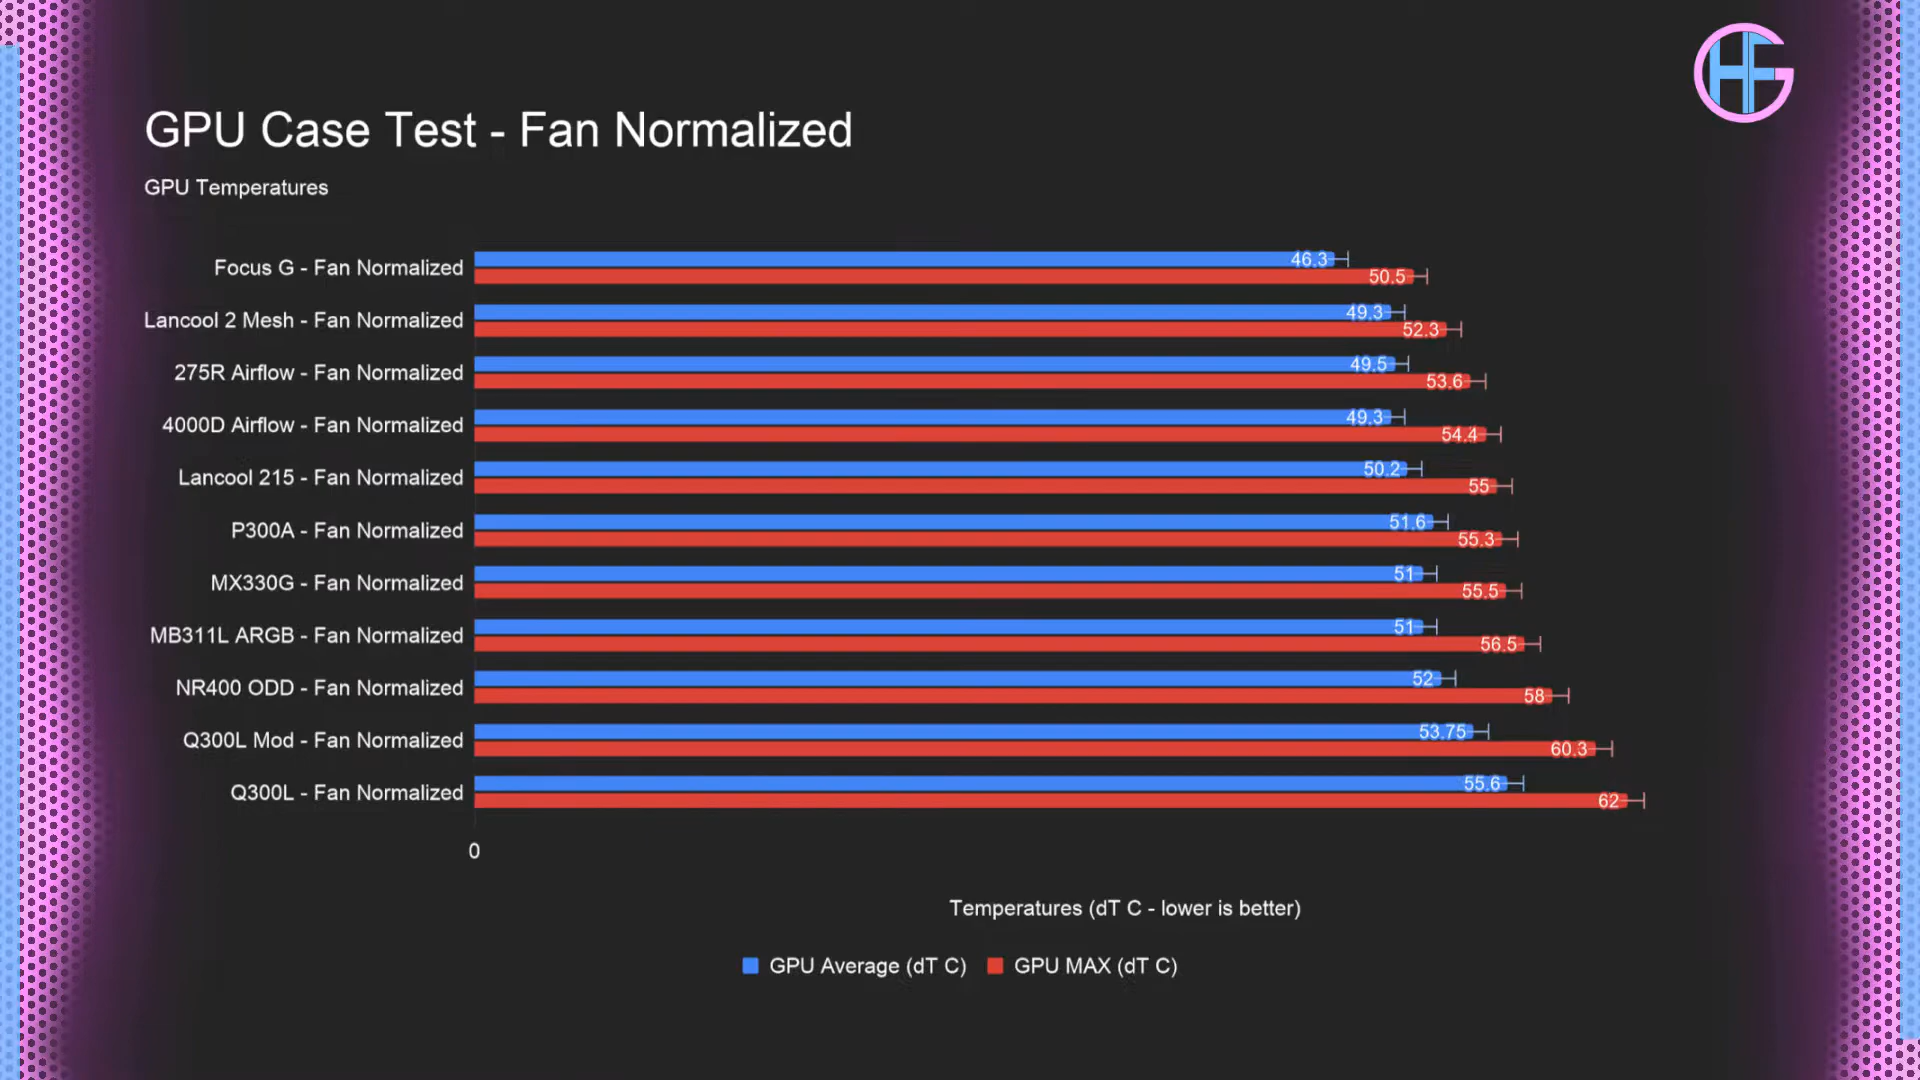 HFG
GPU Case Test - Fan Normalized
GPU Temperatures
Focus G - Fan Normalized
46.3
50.5
Lancool 2 Mesh - Fan Normalized
49.3
52.3
275R Airflow - Fan Normalized
49.5
53.6
4000D Airflow - Fan Normalized
49.3
54.4
Lancool 215 - Fan Normalized
50.2
55
P300A - Fan Normalized
51.6
55.3
MX330G - Fan Normalized
51
55.5
MB311L ARGB - Fan Normalized
51
56.5
NR400 ODD - Fan Normalized
52
58
Q300L Mod - Fan Normalized
53.75
60.3
Q300L - Fan Normalized
55.6
62
0
Temperatures (dT C - lower is better)
GPU Average (dT C) GPU MAX (dT C)